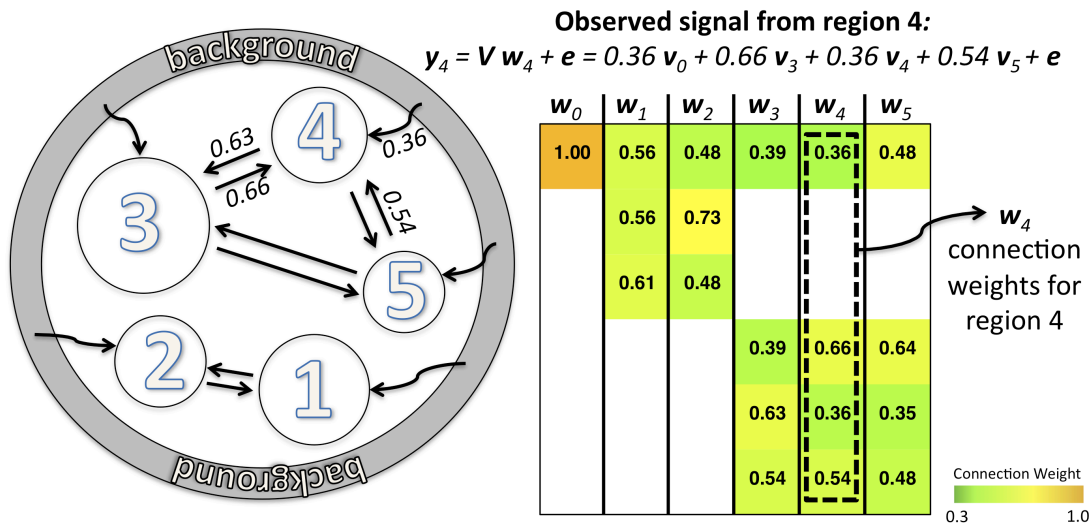 background
4
0.63
0.66
0.36
3
0.54
5
2
1
background
Observed signal from region 4:
y4 = V w4 + e = 0.36 v0 + 0.66 v3 + 0.36 v4 + 0.54 v5 + e
w0 w1 w2 w3 w4 w5
1.00 0.56 0.48 0.39 0.36 0.48
0.56 0.73
0.61 0.48
0.39 0.66 0.64
0.63 0.36 0.35
0.54 0.54 0.48
w4
connection
weights for
region 4
Connection Weight
0.3 1.0